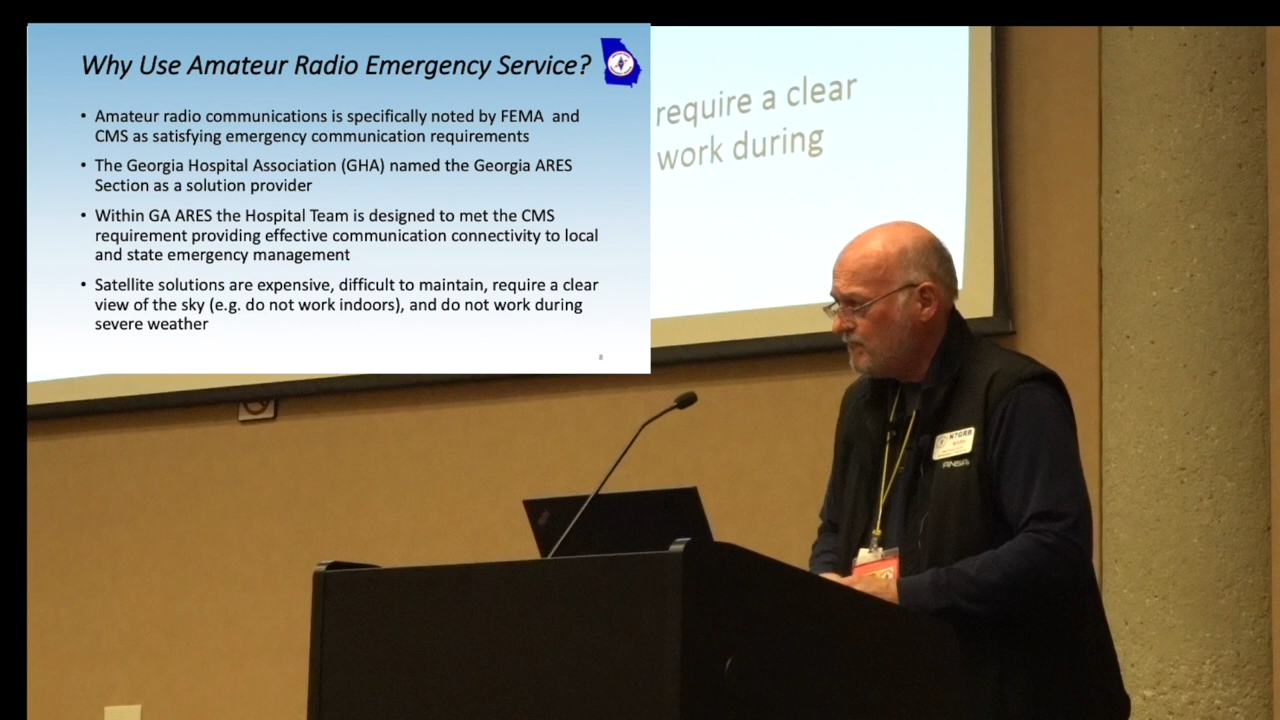 Why Use Amateur Radio Emergency Service?
• Amateur radio communications is specifically noted by FEMA and
CMS as satisfying emergency communication requirements
• The Georgia Hospital Association (GHA) named the Georgia ARES
Section as a solution provider
• Within GA ARES the Hospital Team is designed to met the CMS
requirement providing effective communication connectivity to local
and state emergency management
• Satellite solutions are expensive, difficult to maintain, require a clear
view of the sky (e.g. do not work indoors), and do not work during
severe weather
require a clear
work during